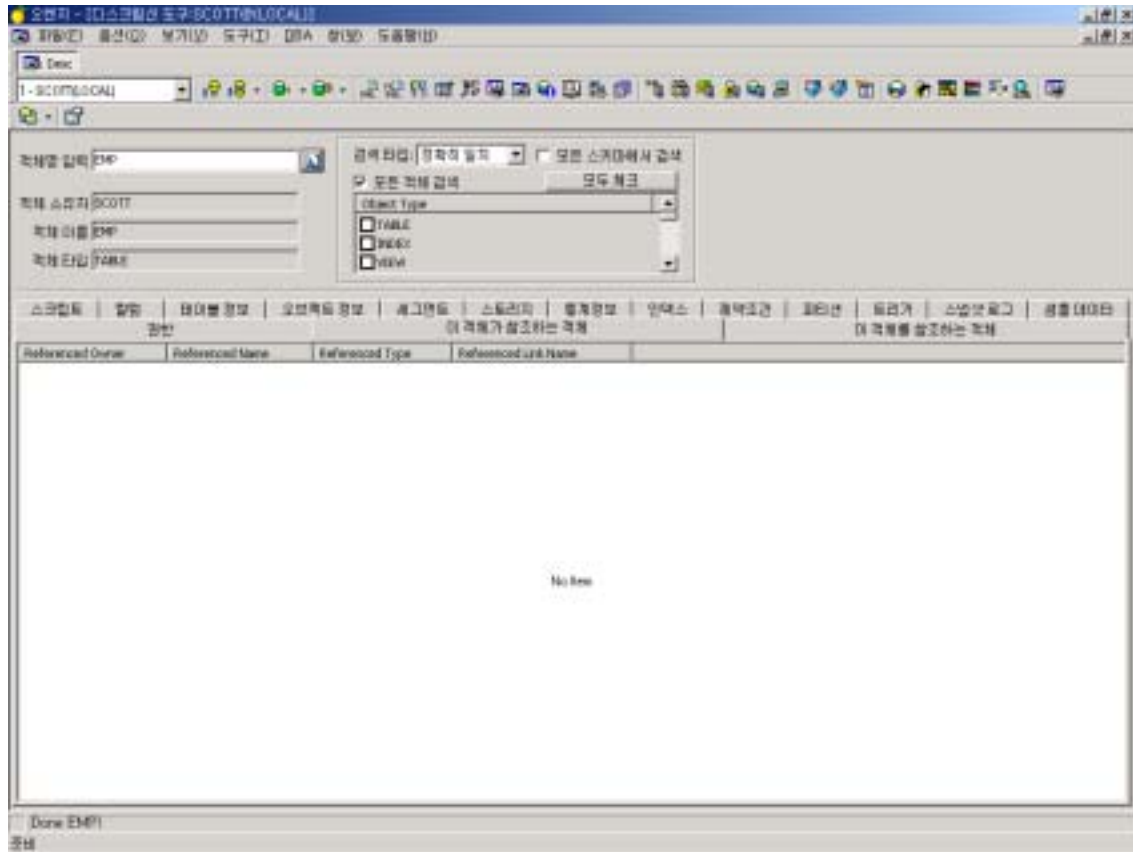 오렌지 - [디스크립션 도구:SCOTT@N[LOCAL]]
파일(E) 옵션(O) 보기(V) 도구(T) DBA 창(W) 도움말(H)
Desc
1 - SCOTT[LOCAL]
객체명 입력 EMP
검색 타입: 정확히 일치 모든 스키마에서 검색
모든 객체 검색 모두 체크
객체 소유자 SCOTT
Object Type
객체 이름 EMP
TABLE
INDEX
객체 타입 TABLE
VIEW
스크립트 컬럼 테이블 정보 오브젝트 정보 세그먼트 스토리지 통계정보 인덱스 제약조건 파티션 트리거 스냅샷 로그 샘플 데이터
권한 이 객체가 참조하는 객체 이 객체를 참조하는 객체
Referenced Owner Referenced Name Referenced Type Referenced Link Name
No Item
Done [EMP]
준비